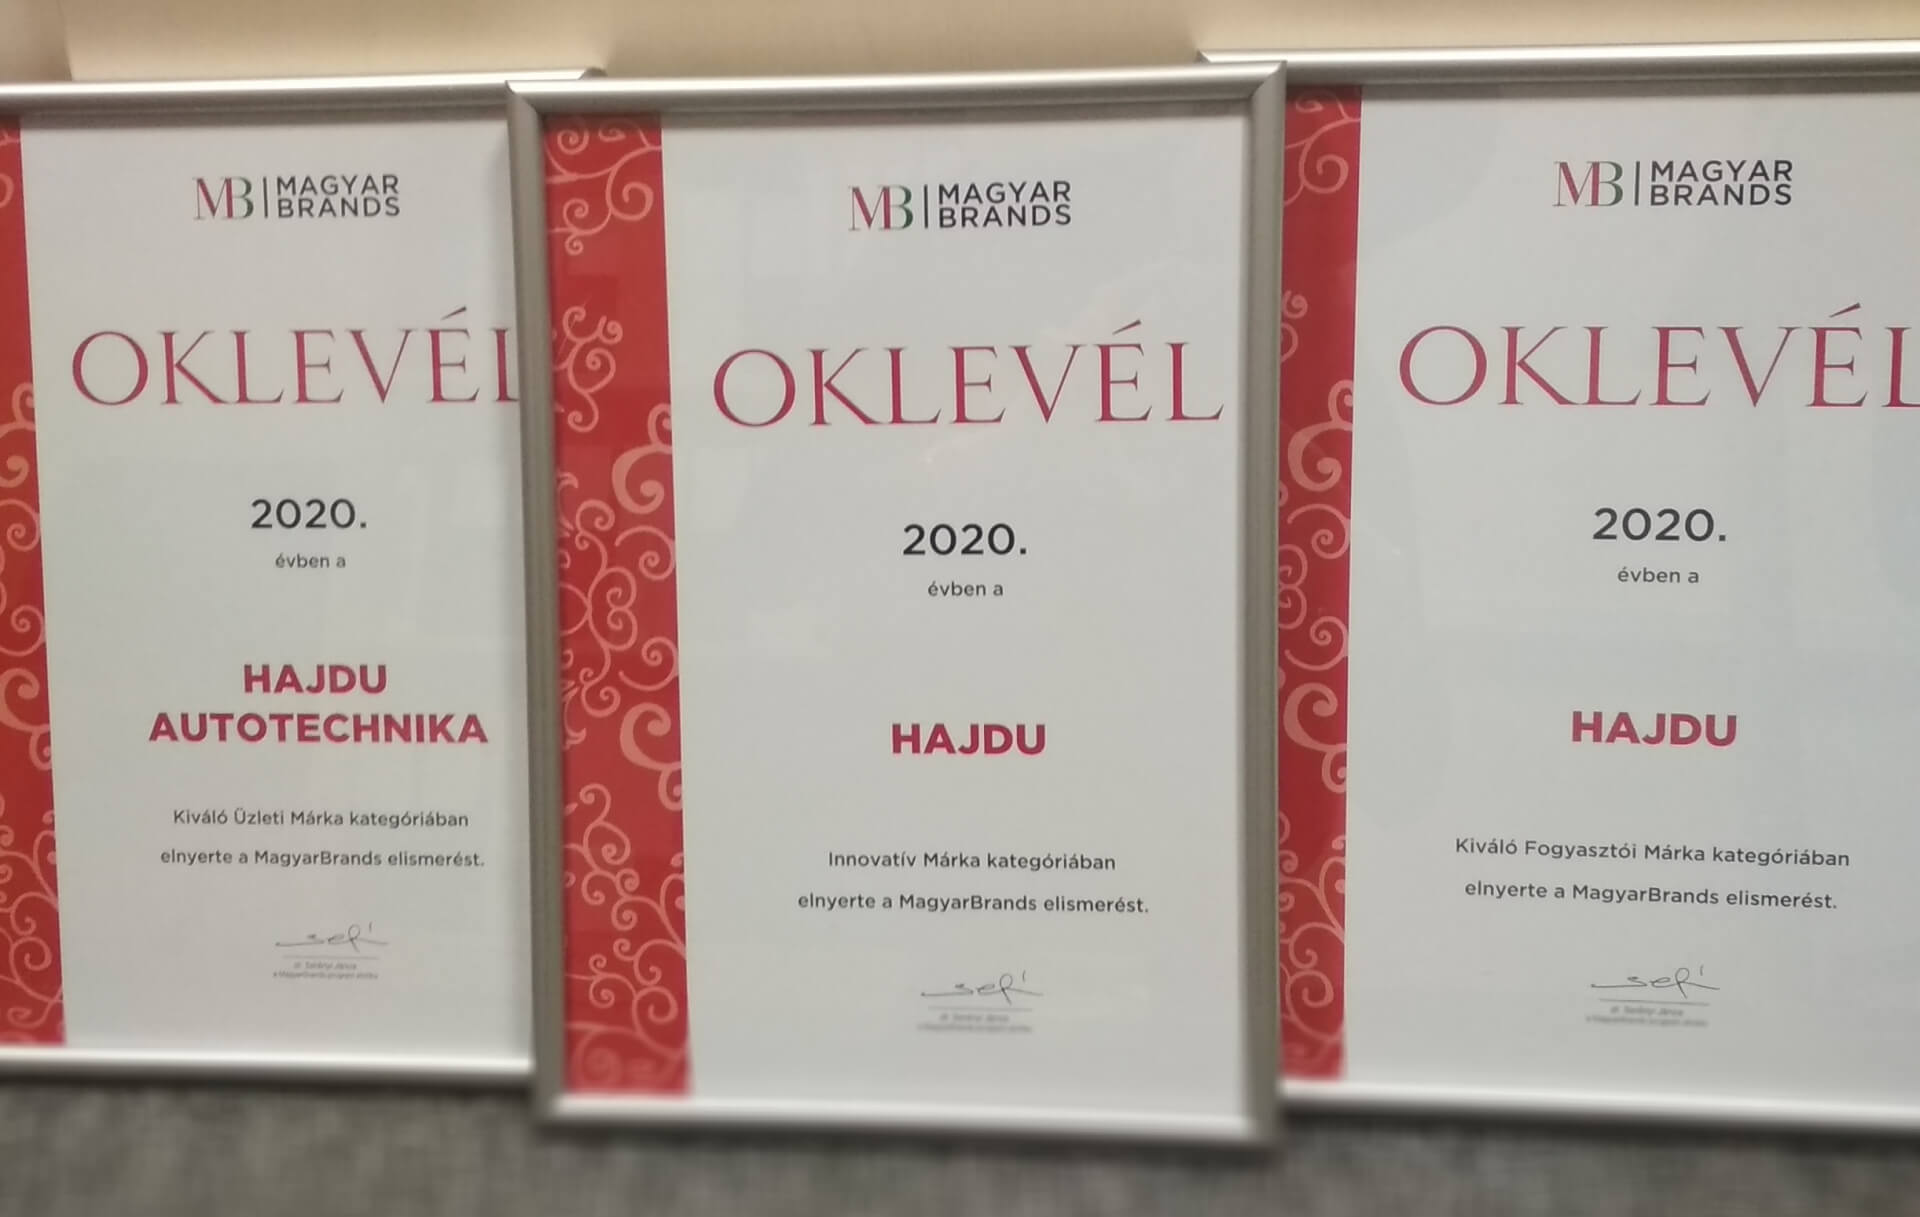 MB | MAGYAR
BRANDS
OKLEVÉL
2020.
évben a
HAJDU
AUTOTECHNIKA
Kiváló Üzleti Márka kategóriában
elnyerte a MagyarBrands elismerést.
MB | MAGYAR
BRANDS
OKLEVÉL
2020.
évben a
HAJDU
Innovatív Márka kategóriában
elnyerte a MagyarBrands elismerést.
MB | MAGYAR
BRANDS
OKLEVÉL
2020.
évben a
HAJDU
Kiváló Fogyasztói Márka kategóriában
elnyerte a MagyarBrands elismerést.